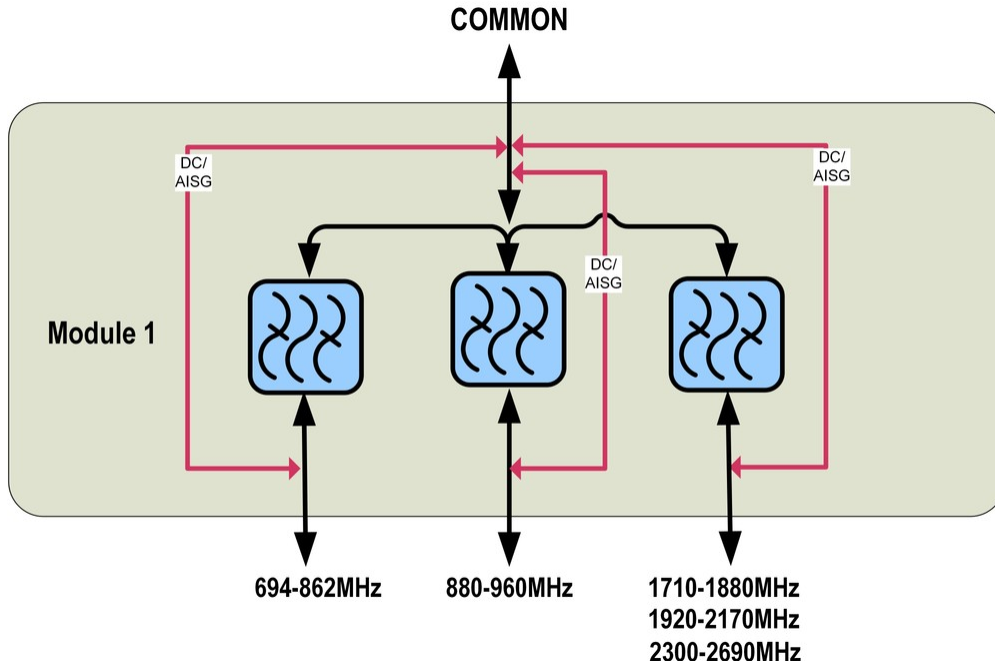 COMMON
DC/
AISG
DC/
AISG
DC/
AISG
Module 1
694-862MHz
880-960MHz
1710-1880MHz
1920-2170MHz
2300-2690MHz